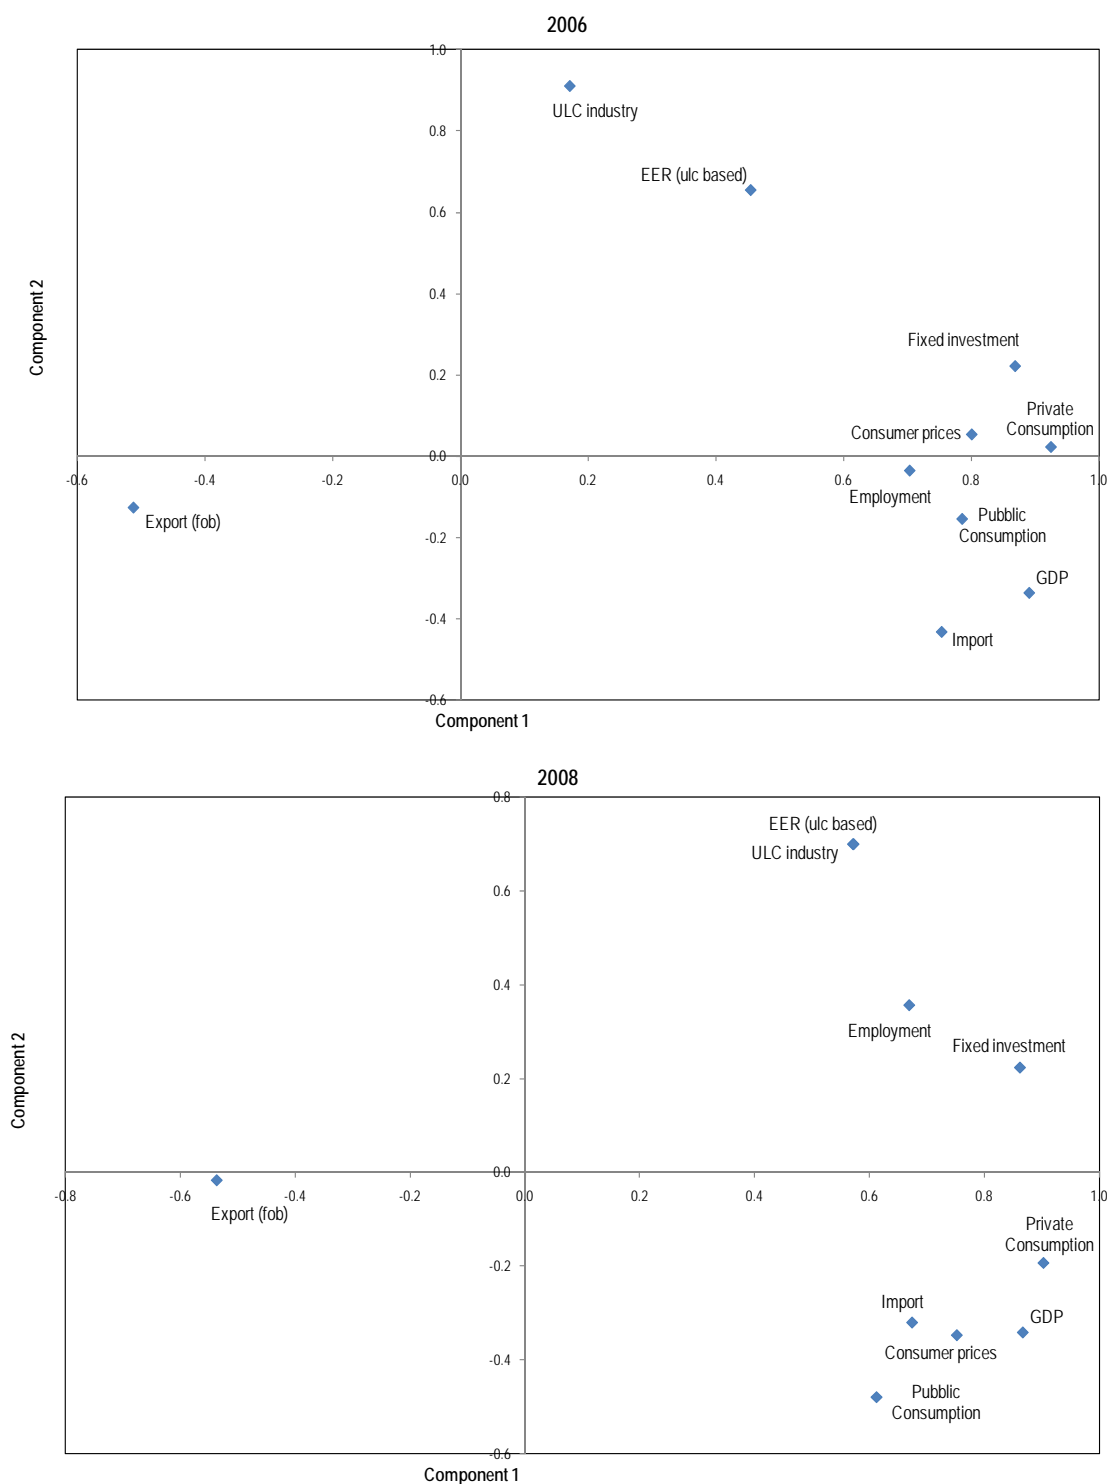 2006
1.0
ULC industry
0.8
EER (ulc based)
0.6
0.4
Component 2
Fixed investment
0.2
Private
Consumption
Consumer prices
0.0
-0.6
-0.4
-0.2
0.0
0.2
0.4
0.6
0.8
1.0
Employment
Export (fob)
Pubblic
Consumption
-0.2
GDP
-0.4
Import
-0.6
Component 1
2008
0.8
EER (ulc based)
ULC industry
0.6
0.4
Employment
Fixed investment
Component 2
0.2
0.0
-0.8
-0.6
-0.4
-0.2
0.0
0.2
0.4
0.6
0.8
1.0
Export (fob)
Private
Consumption
-0.2
Import
GDP
Consumer prices
-0.4
Pubblic
Consumption
-0.6
Component 1